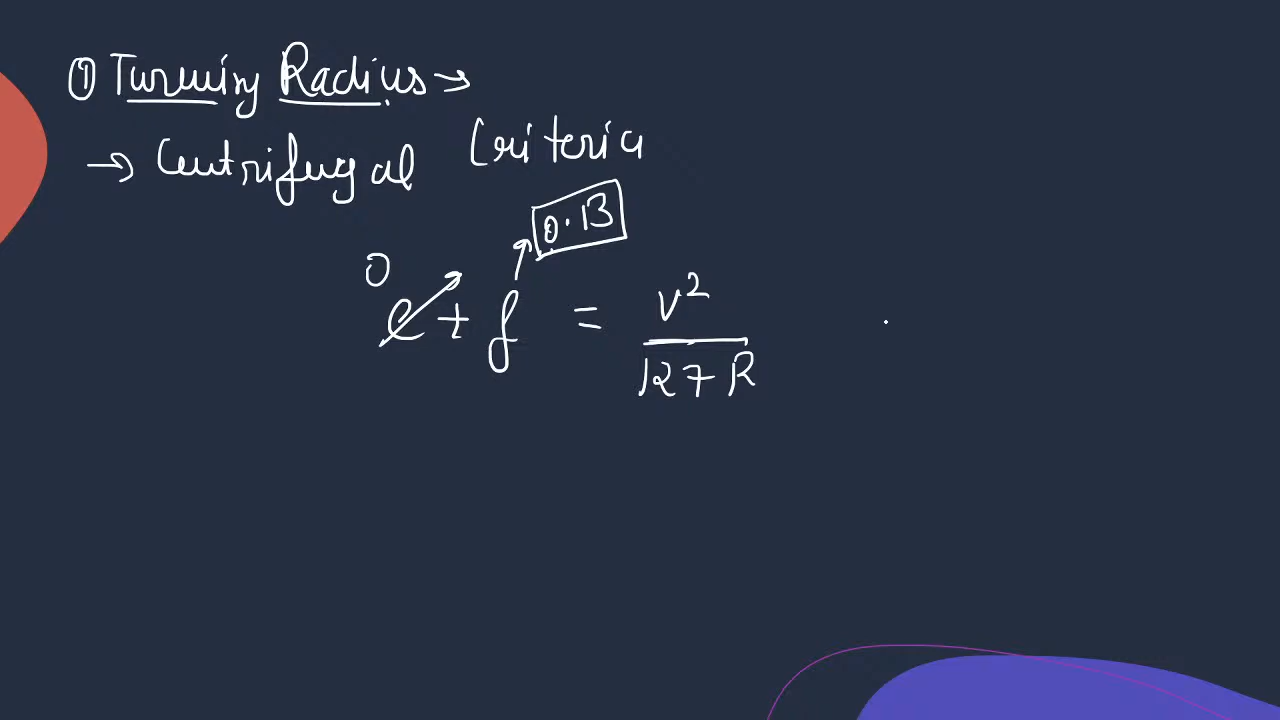 ① Turning Radius →
→ Centrifugal Criteria
0 0.13
e + f = v²
127 R